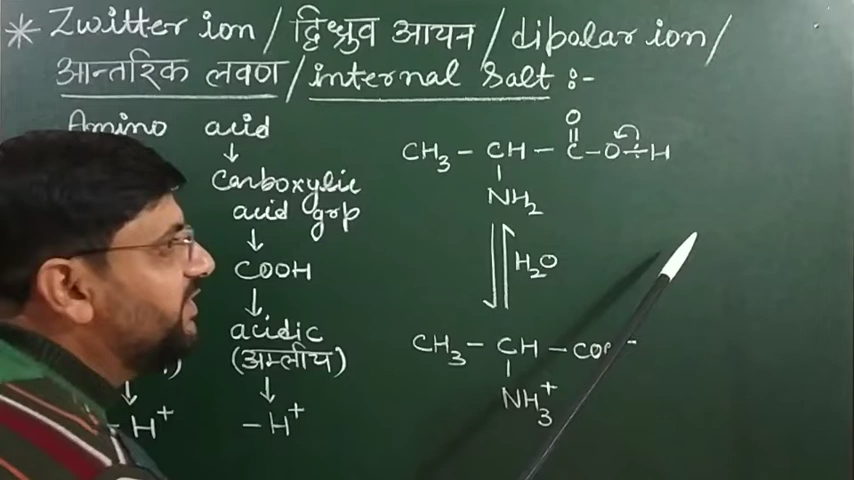 * Zwitter ion / द्विध्रुव आयन / dipolar ion /
आन्तरिक लवण / internal Salt :-
Amino acid
↓
Carboxylic
acid grp
↓
COOH
↓
acidic
(अम्लीय)
↓
- H⁺
)
↓
- H⁺
O
||
CH₃ - CH - C - O ÷ H
|
NH₂
⇌ H₂O
CH₃ - CH - COO⁻
|
NH₃⁺